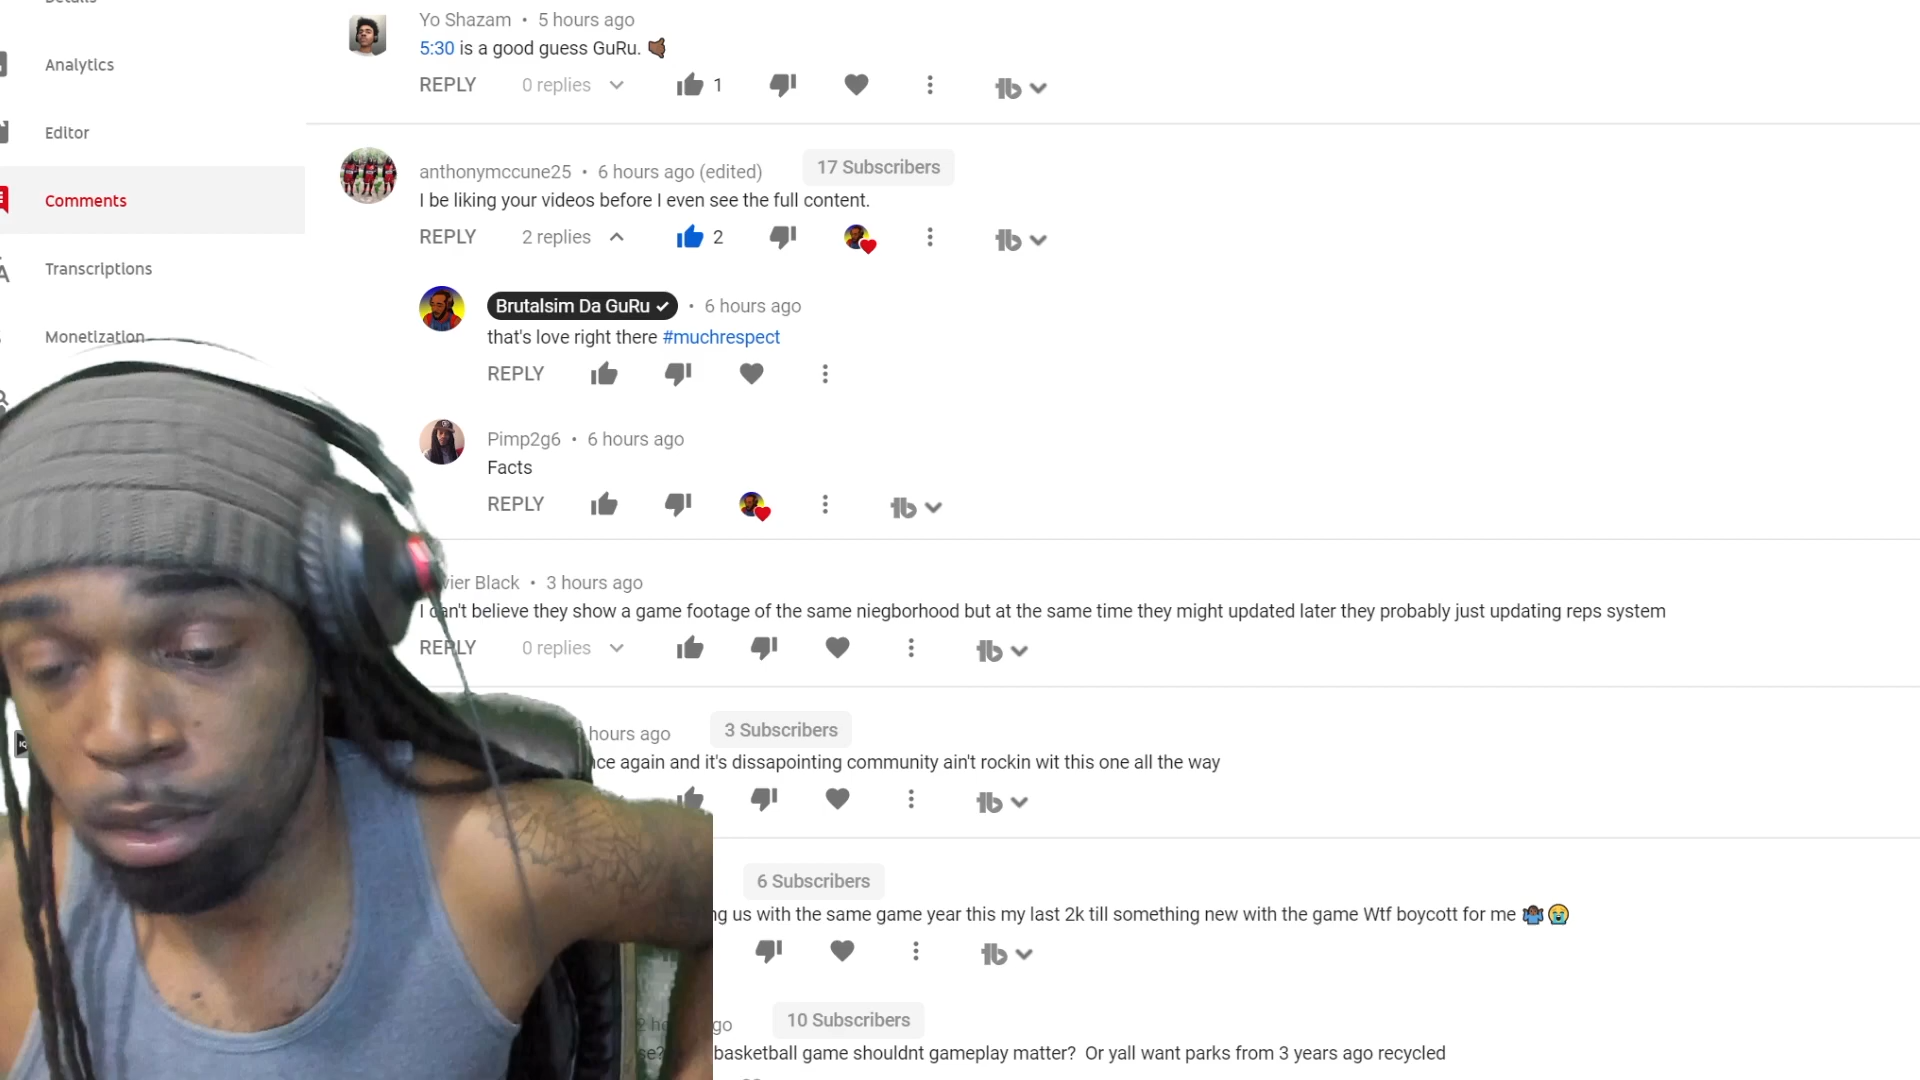 Yo Shazam • 5 hours ago
5:30 is a good guess GuRu.
Analytics
REPLY 0 replies 1
Editor
anthonymccune25 • 6 hours ago (edited) 17 Subscribers
Comments
I be liking your videos before I even see the full content.
REPLY 2 replies 2
Transcriptions
Brutalsim Da GuRu • 6 hours ago
Monetization
that's love right there #muchrespect
REPLY
Pimp2g6 • 6 hours ago
Facts
REPLY
Black • 3 hours ago
I can't believe they show a game footage of the same niegborhood but at the same time they might updated later they probably just updating reps system
REPLY 0 replies
hours ago 3 Subscribers
again and it's dissapointing community ain't rockin wit this one all the way
6 Subscribers
us with the same game year this my last 2k till something new with the game Wtf boycott for me
10 Subscribers
basketball game shouldnt gameplay matter? Or yall want parks from 3 years ago recycled